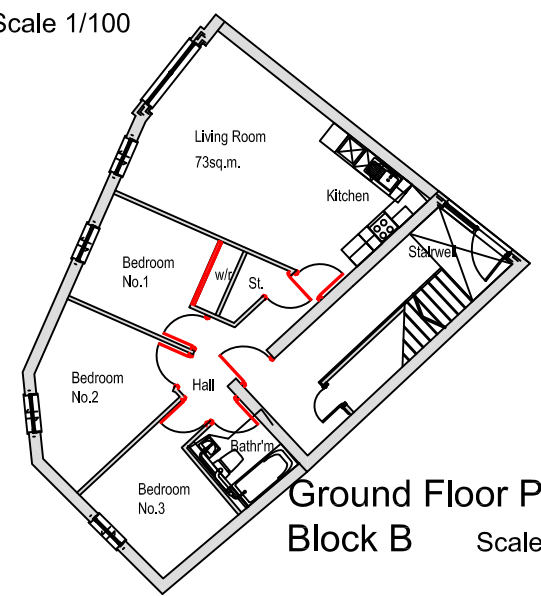 Scale 1/100
Living Room
73sq.m.
Kitchen
Stairwell
Bedroom
No.1
w/r
St.
Bedroom
No.2
Hall
Bathr'm
Bedroom
No.3
Ground Floor P
Block B
Scale